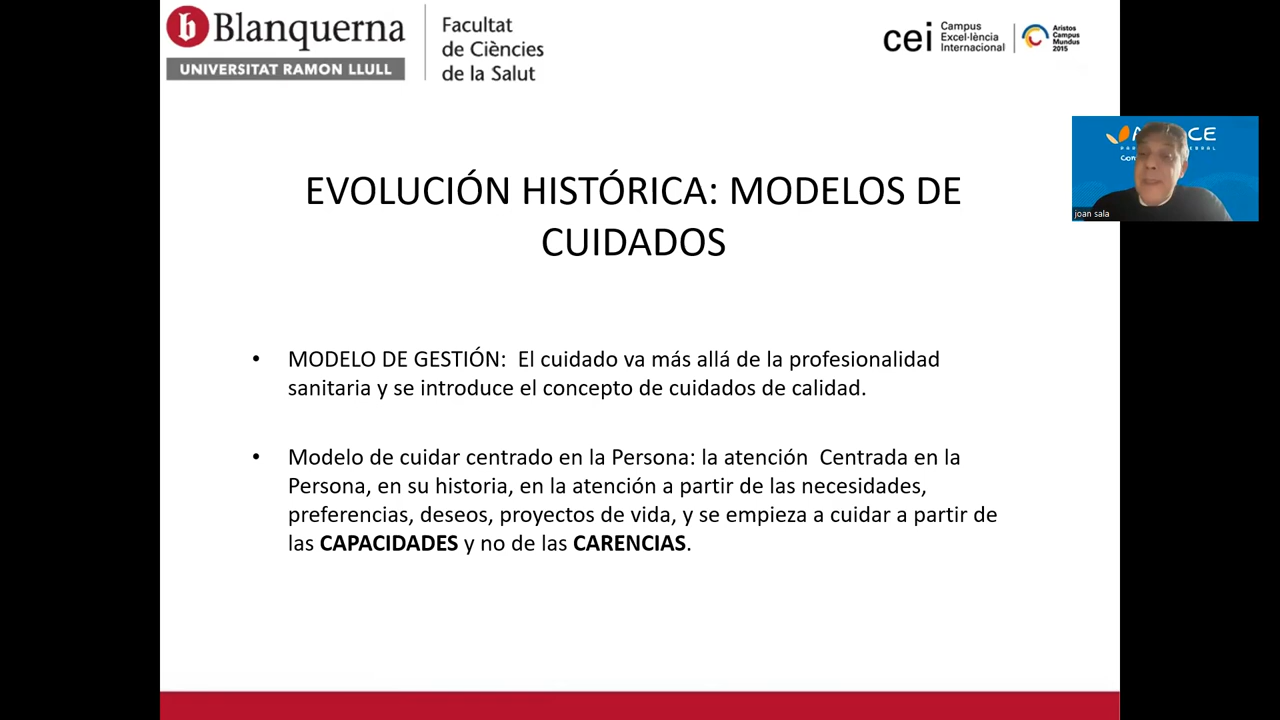 Blanquerna
UNIVERSITAT RAMON LLULL
Facultat
de Ciències
de la Salut
cei
Campus
Excel·lència
Internacional
Aristos
Campus
Mundus
2015
joan sala
EVOLUCIÓN HISTÓRICA: MODELOS DE
CUIDADOS
• MODELO DE GESTIÓN:  El cuidado va más allá de la profesionalidad
sanitaria y se introduce el concepto de cuidados de calidad.
• Modelo de cuidar centrado en la Persona: la atención  Centrada en la
Persona, en su historia, en la atención a partir de las necesidades,
preferencias, deseos, proyectos de vida, y se empieza a cuidar a partir de
las CAPACIDADES y no de las CARENCIAS.